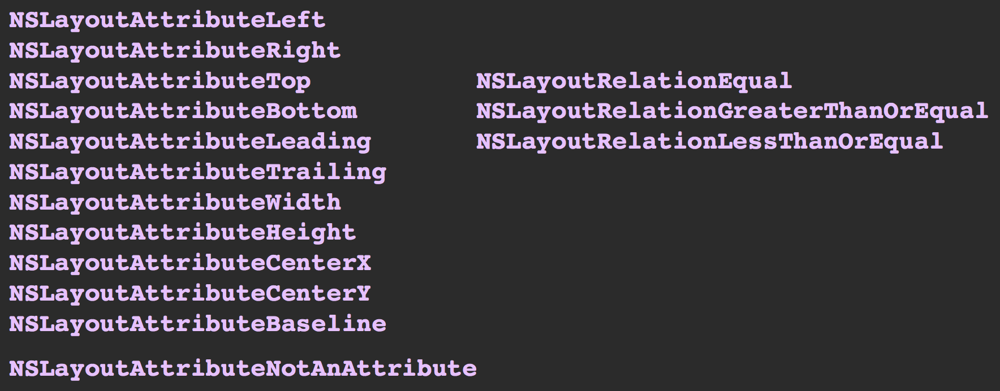 NSLayoutAttributeLeft
NSLayoutAttributeRight
NSLayoutAttributeTop
NSLayoutAttributeBottom
NSLayoutAttributeLeading
NSLayoutAttributeTrailing
NSLayoutAttributeWidth
NSLayoutAttributeHeight
NSLayoutAttributeCenterX
NSLayoutAttributeCenterY
NSLayoutAttributeBaseline
NSLayoutAttributeNotAnAttribute
NSLayoutRelationEqual
NSLayoutRelationGreaterThanOrEqual
NSLayoutRelationLessThanOrEqual